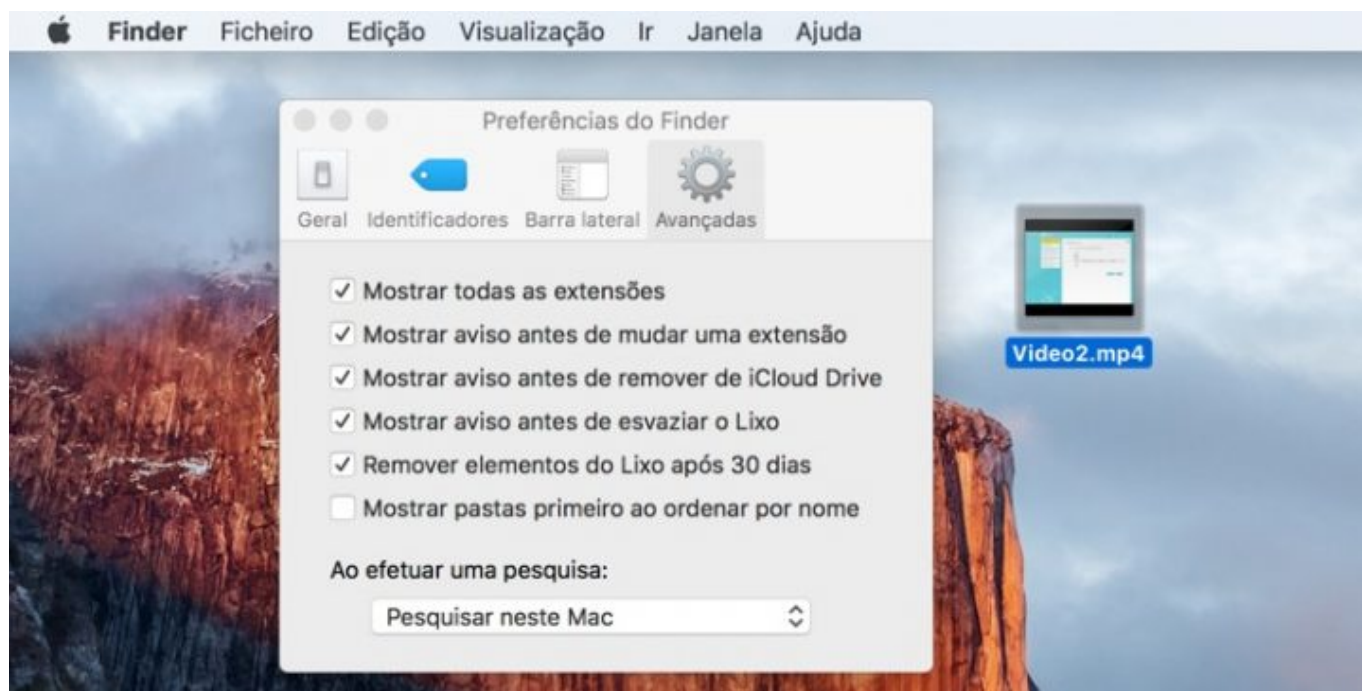 Finder Ficheiro Edição Visualização Ir Janela Ajuda
Preferências do Finder
Geral Identificadores Barra lateral Avançadas
Mostrar todas as extensões
Mostrar aviso antes de mudar uma extensão
Mostrar aviso antes de remover de iCloud Drive
Mostrar aviso antes de esvaziar o Lixo
Remover elementos do Lixo após 30 dias
Mostrar pastas primeiro ao ordenar por nome
Ao efetuar uma pesquisa:
Pesquisar neste Mac
Video2.mp4